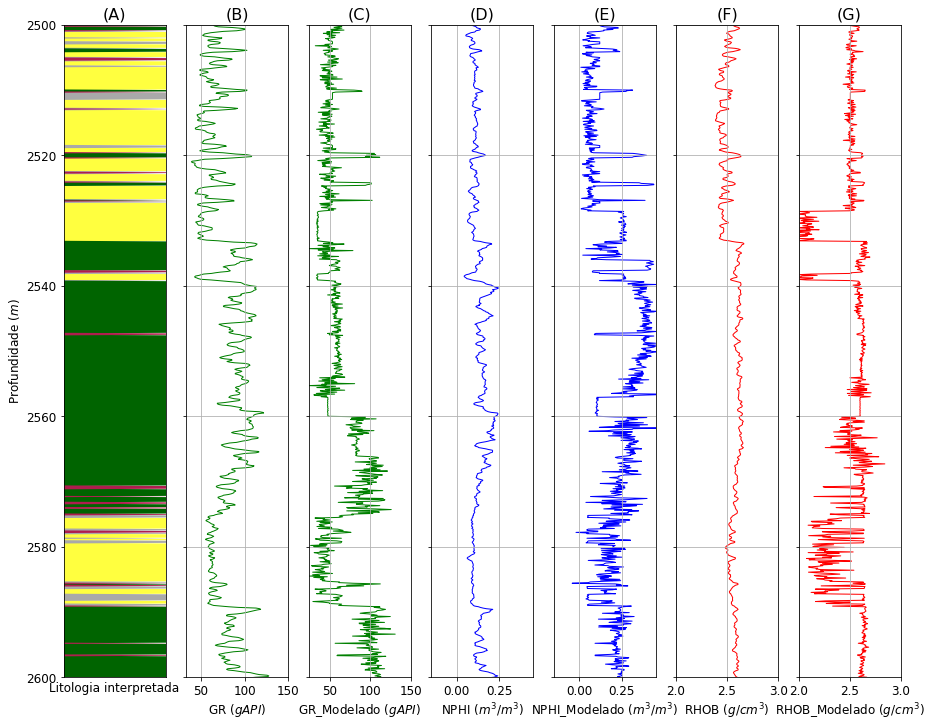 (A) (B) (C) (D) (E) (F) (G)
2500
2520
2540
2560
2580
2600
Profundidade (m)
50 100 150 50 100 150 0.00 0.25 0.00 0.25 2.0 2.5 3.0 2.0 2.5 3.0
Litologia interpretada
GR (gAPI) GR_Modelado (gAPI) NPHI (m³/m³) NPHI_Modelado (m³/m³) RHOB (g/cm³) RHOB_Modelado (g/cm³)